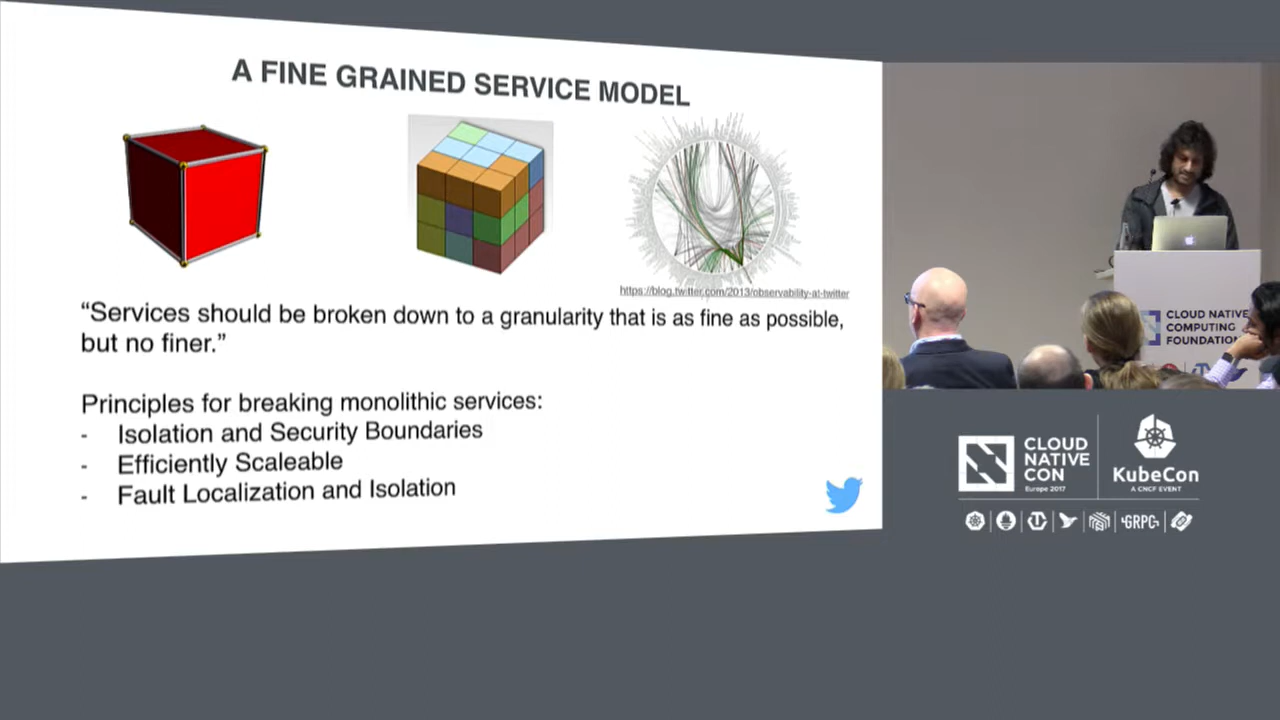 A FINE GRAINED SERVICE MODEL
https://blog.twitter.com/2013/observability-at-twitter
“Services should be broken down to a granularity that is as fine as possible,
but no finer.”
Principles for breaking monolithic services:
- Isolation and Security Boundaries
- Efficiently Scaleable
- Fault Localization and Isolation
CLOUD NATIVE
COMPUTING
FOUNDATION
CLOUD
NATIVE
CON
Europe 2017
KubeCon
A CNCF EVENT
GRPC